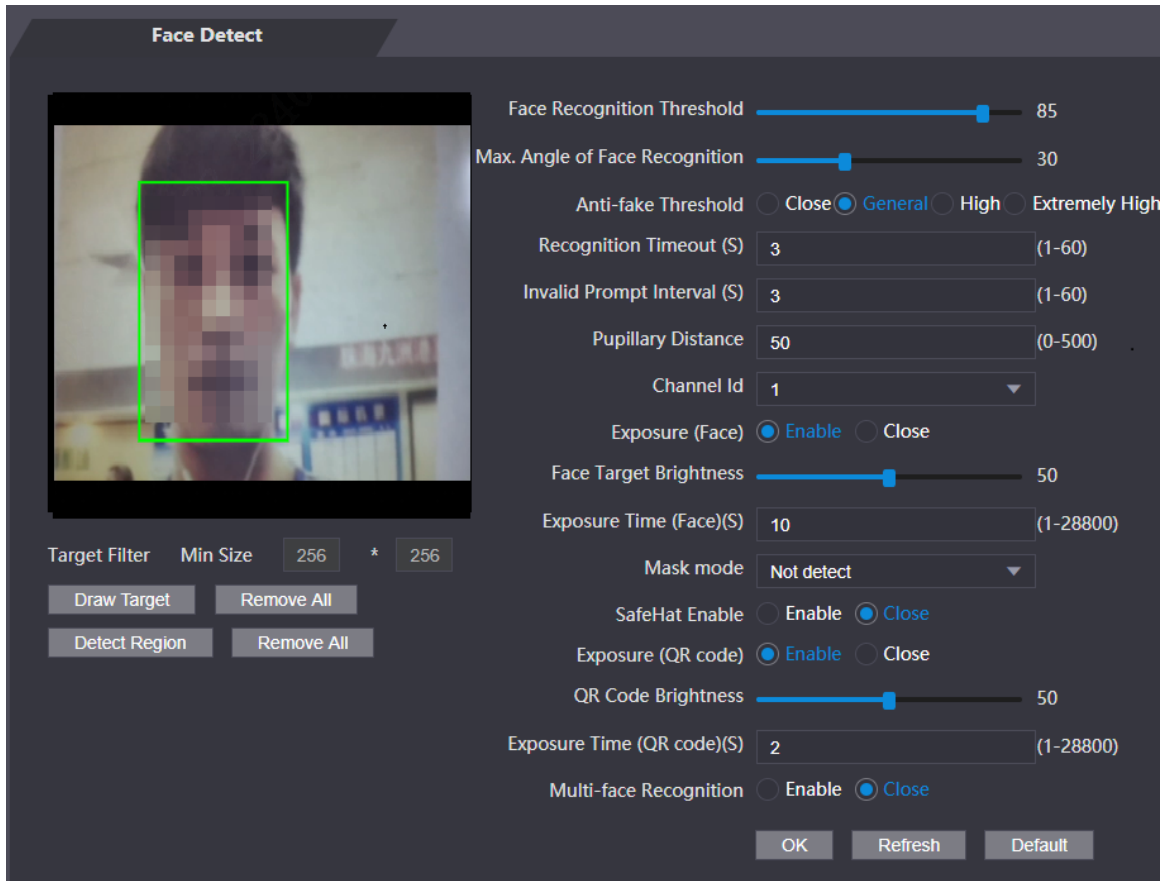 Face Detect
Face Recognition Threshold 85
Max. Angle of Face Recognition 30
Anti-fake Threshold Close General High Extremely High
Recognition Timeout (S) 3 (1-60)
Invalid Prompt Interval (S) 3 (1-60)
Pupillary Distance 50 (0-500)
Channel Id 1
Exposure (Face) Enable Close
Face Target Brightness 50
Exposure Time (Face)(S) 10 (1-28800)
Mask mode Not detect
SafeHat Enable Enable Close
Exposure (QR code) Enable Close
QR Code Brightness 50
Exposure Time (QR code)(S) 2 (1-28800)
Multi-face Recognition Enable Close
OK Refresh Default
Target Filter Min Size 256 * 256
Draw Target Remove All
Detect Region Remove All